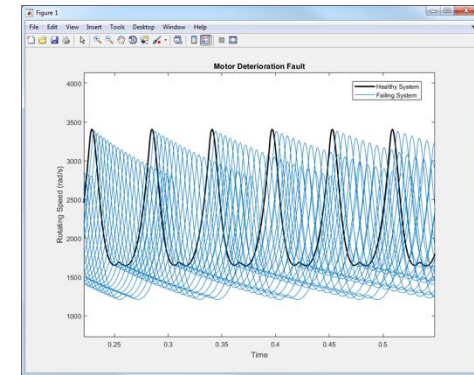 Figure 1
File Edit View Insert Tools Desktop Window Help
Motor Deterioration Fault
Healthy System
Failing System
4000
3500
3000
2500
2000
1500
1000
Rotating Speed (rad/s)
0.25 0.3 0.35 0.4 0.45 0.5
Time